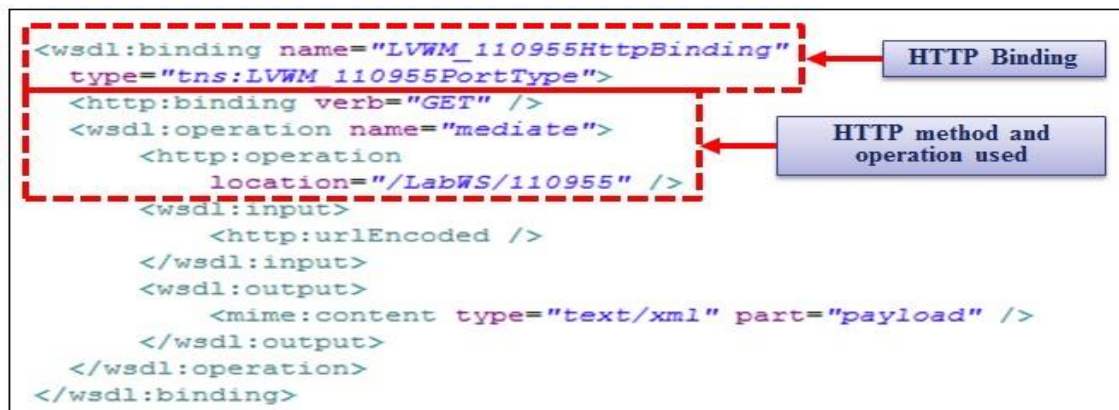 <wsdl:binding name="LVWM_110955HttpBinding"
type="tns:LVWM_110955PortType">
<http:binding verb="GET" />
<wsdl:operation name="mediate">
<http:operation
location="/LabWS/110955" />
<wsdl:input>
<http:urlEncoded />
</wsdl:input>
<wsdl:output>
<mime:content type="text/xml" part="payload" />
</wsdl:output>
</wsdl:operation>
</wsdl:binding>
HTTP Binding
HTTP method and
operation used